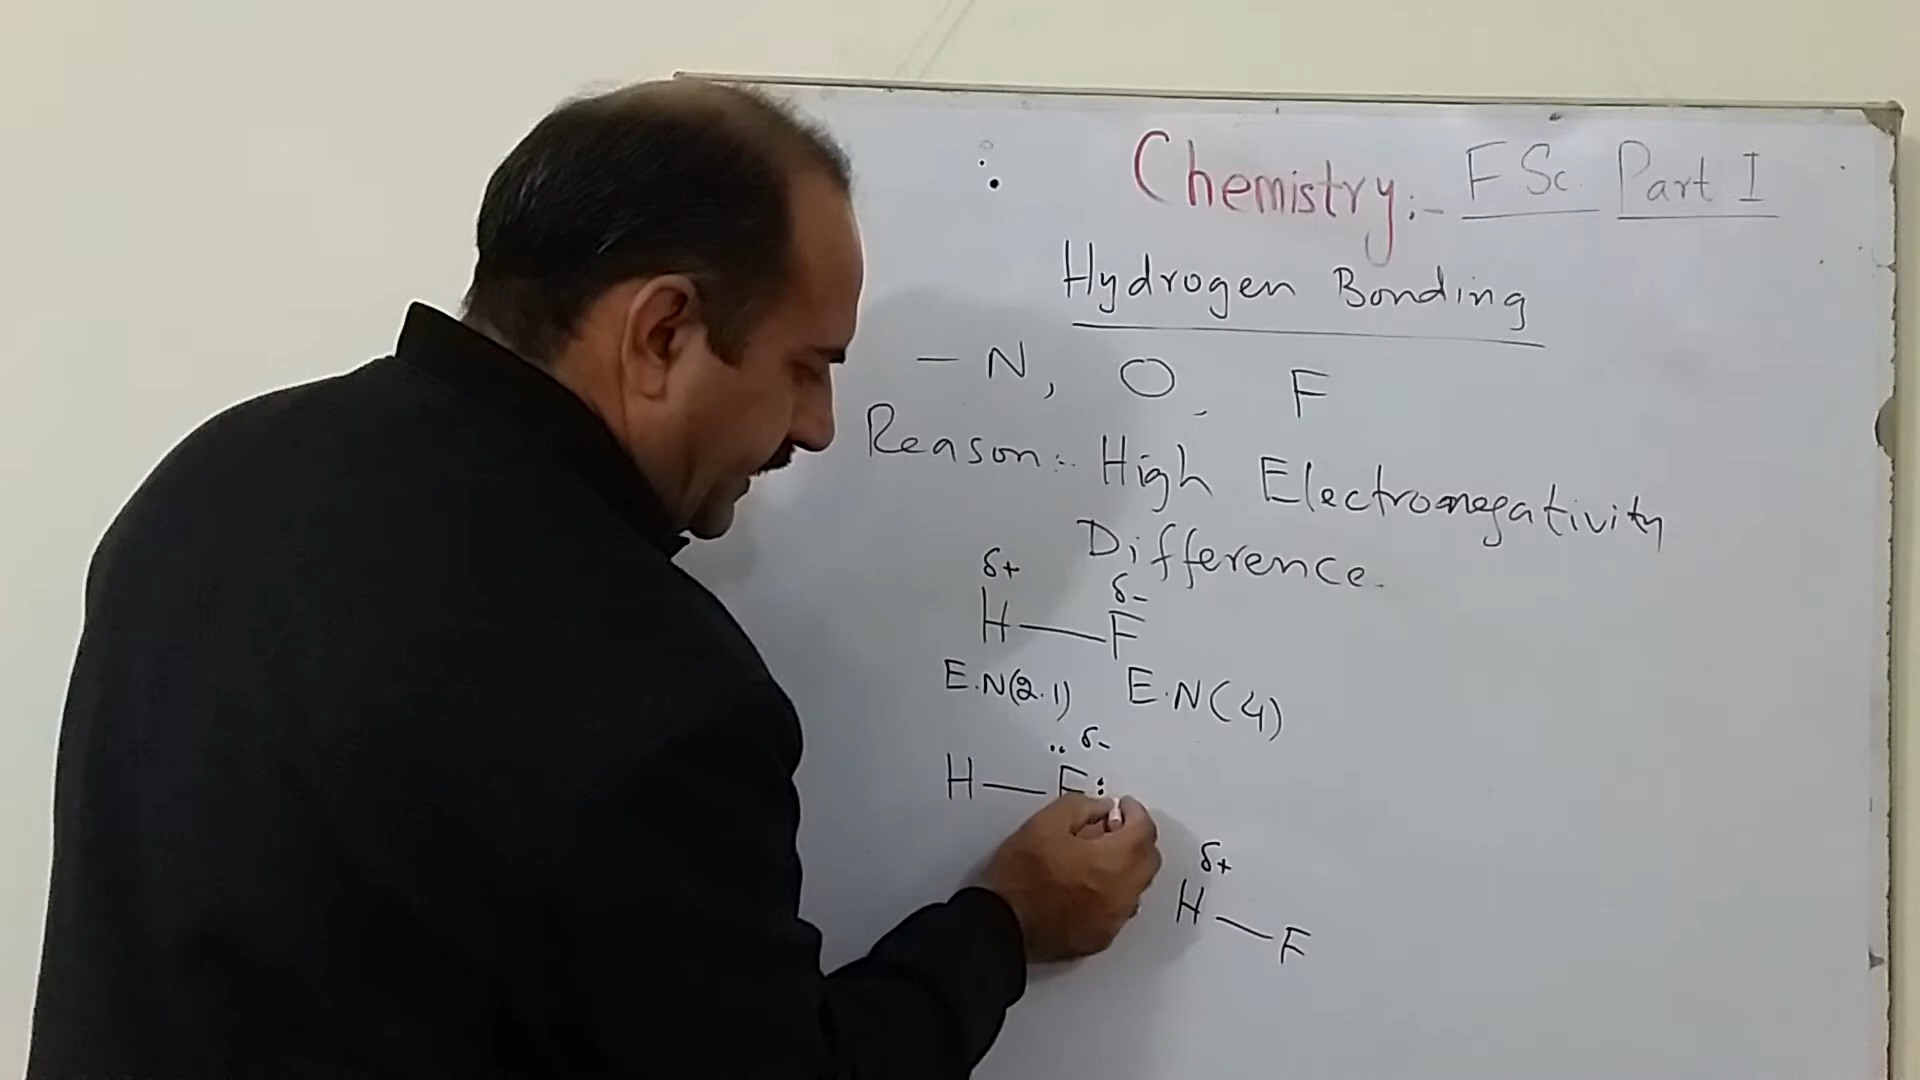 Chemistry:- FSc. Part I
Hydrogen Bonding
— N, O, F
Reason:- High Electronegativity
Difference.
δ+ δ-
H—F
E.N(2.1) E.N(4)
δ-
H—F:
δ+
H—F